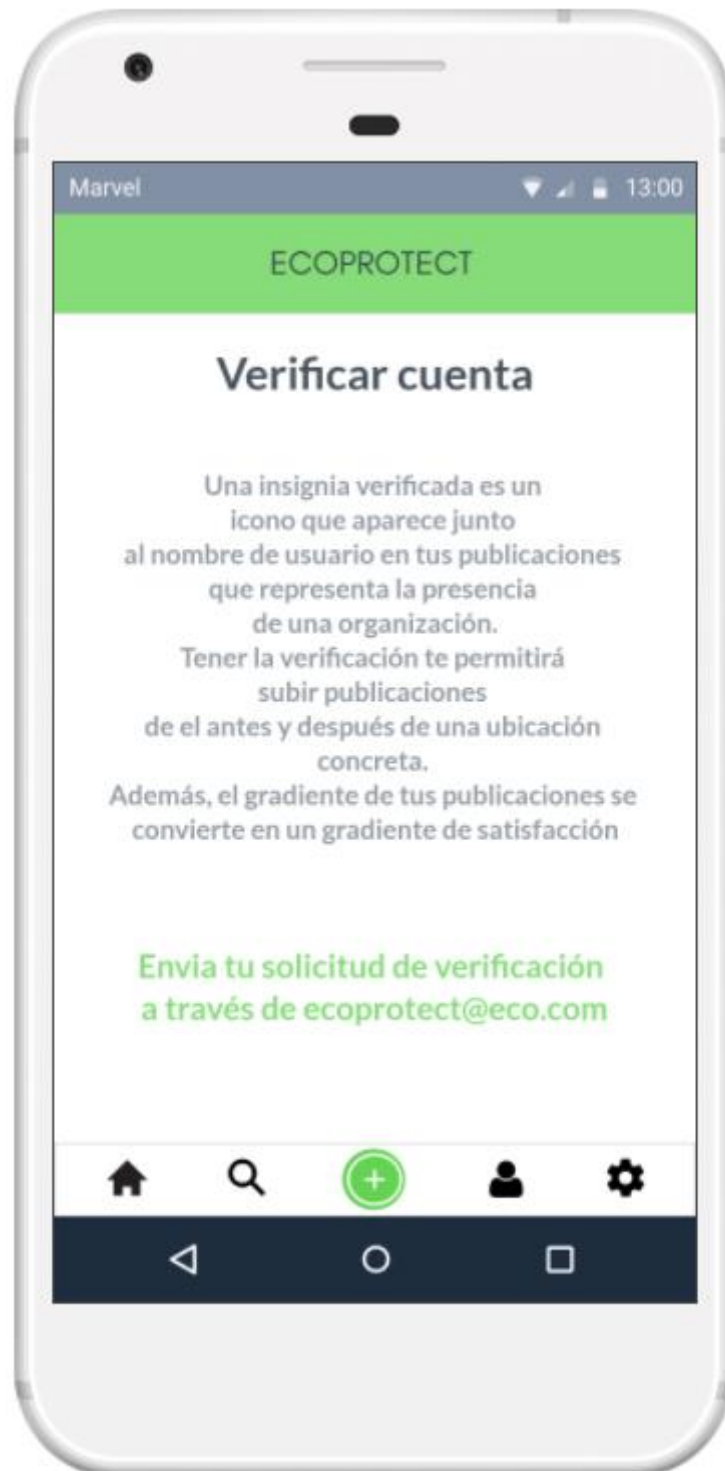 Marvel 13:00
ECOPROTECT
Verificar cuenta
Una insignia verificada es un
icono que aparece junto
al nombre de usuario en tus publicaciones
que representa la presencia
de una organización.
Tener la verificación te permitirá
subir publicaciones
de el antes y después de una ubicación
concreta.
Además, el gradiente de tus publicaciones se
convierte en un gradiente de satisfacción
Envia tu solicitud de verificación
a través de ecoprotect@eco.com